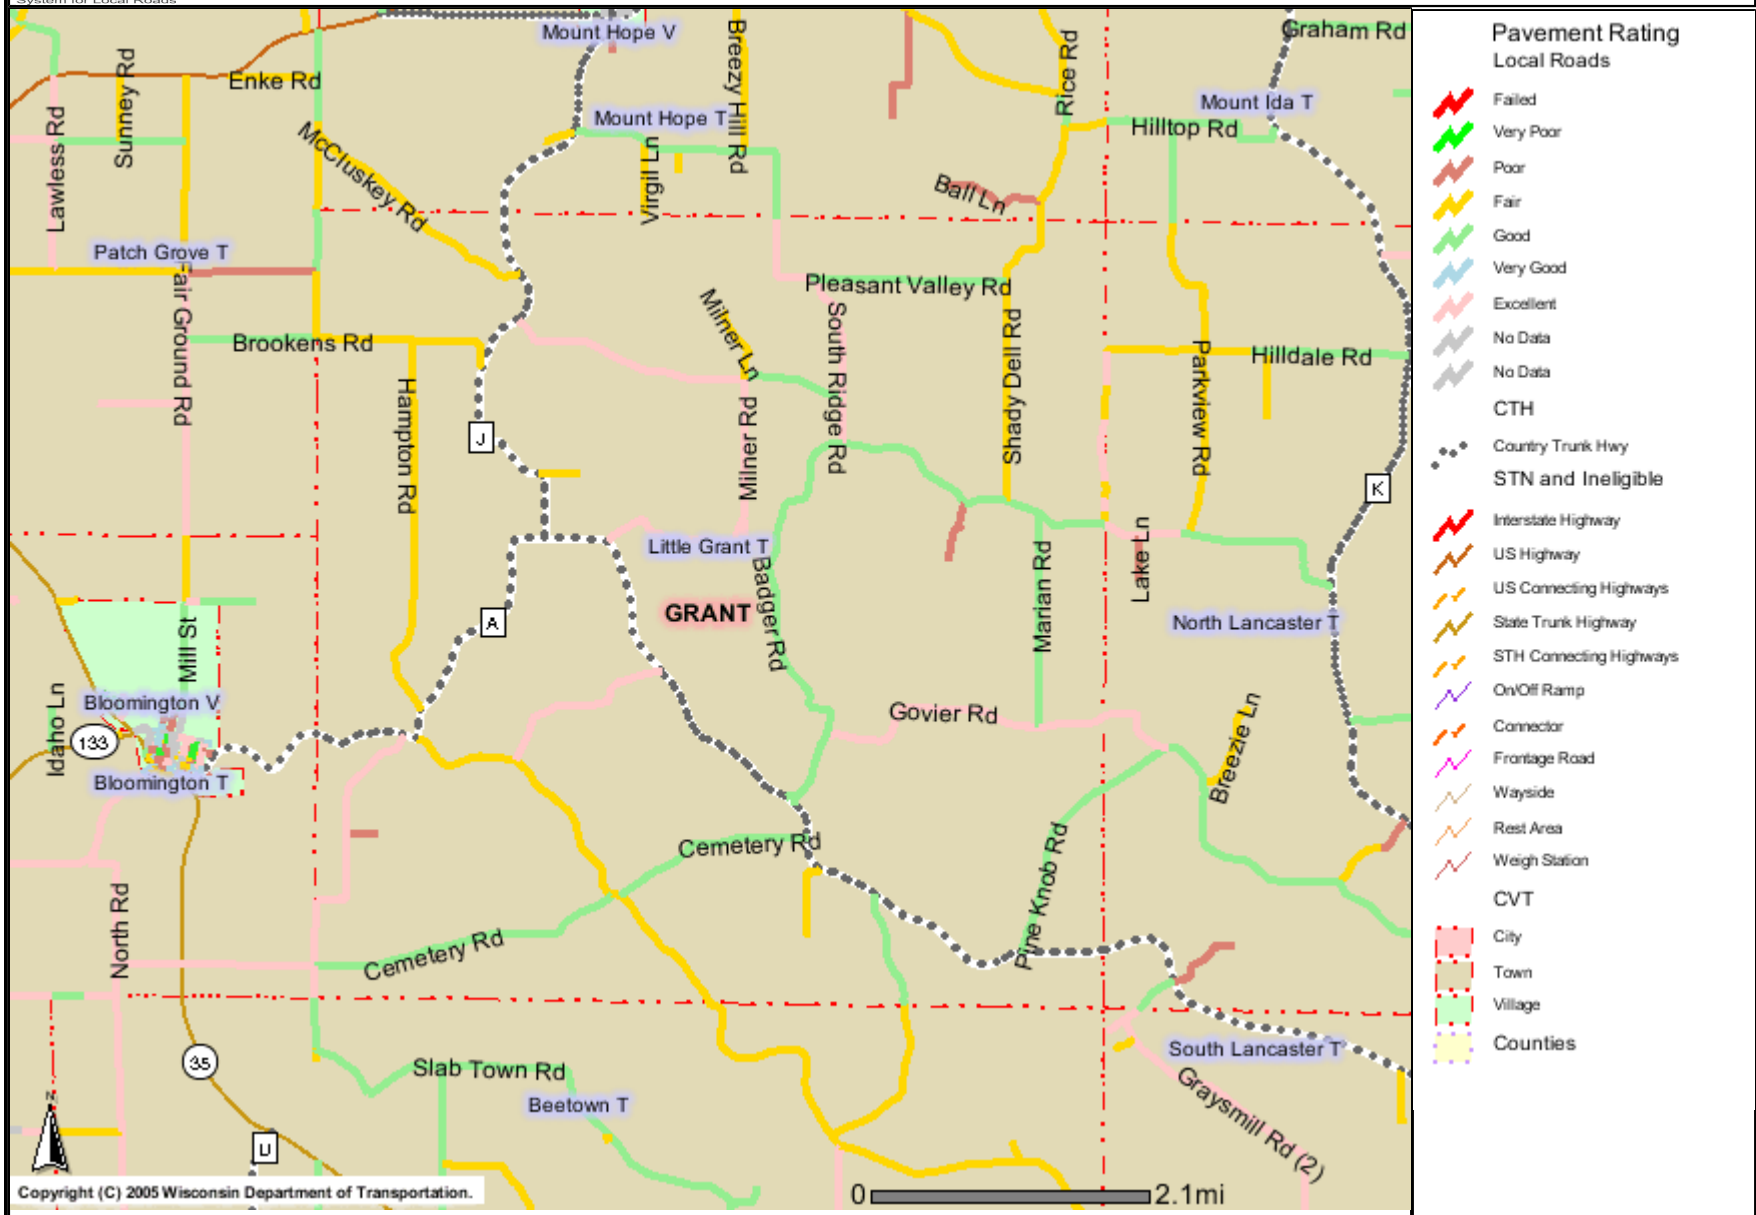 System for Local Roads
Mount Hope V
Breezy Hill Rd
Rice Rd
Graham Rd
Sunney Rd
Enke Rd
Lawless Rd
McCluskey Rd
Mount Hope T
Virgil Ln
Mount Ida T
Hilltop Rd
Ball Ln
Patch Grove T
Fair Ground Rd
Pleasant Valley Rd
Milner Ln
South Ridge Rd
Shady Dell Rd
Brookens Rd
Hilldale Rd
Parkview Rd
Hampton Rd
Milner Rd
J
K
Little Grant T
Lake Ln
Badger Rd
Marian Rd
GRANT
A
North Lancaster T
Mill St
Idaho Ln
Bloomington V
133
Bloomington T
Govier Rd
Breezie Ln
Cemetery Rd
Pine Knob Rd
North Rd
Cemetery Rd
35
Slab Town Rd
Beetown T
South Lancaster T
Graysmill Rd (2)
N
U
Copyright (C) 2005 Wisconsin Department of Transportation.
0 2.1mi
Pavement Rating
Local Roads
Failed
Very Poor
Poor
Fair
Good
Very Good
Excellent
No Data
No Data
CTH
Country Trunk Hwy
STN and Ineligible
Interstate Highway
US Highway
US Connecting Highways
State Trunk Highway
STH Connecting Highways
On/Off Ramp
Connector
Frontage Road
Wayside
Rest Area
Weigh Station
CVT
City
Town
Village
Counties